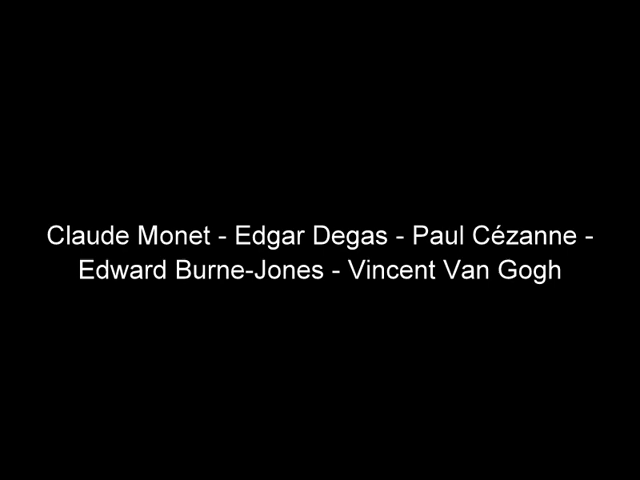 Claude Monet - Edgar Degas - Paul Cézanne -
Edward Burne-Jones - Vincent Van Gogh